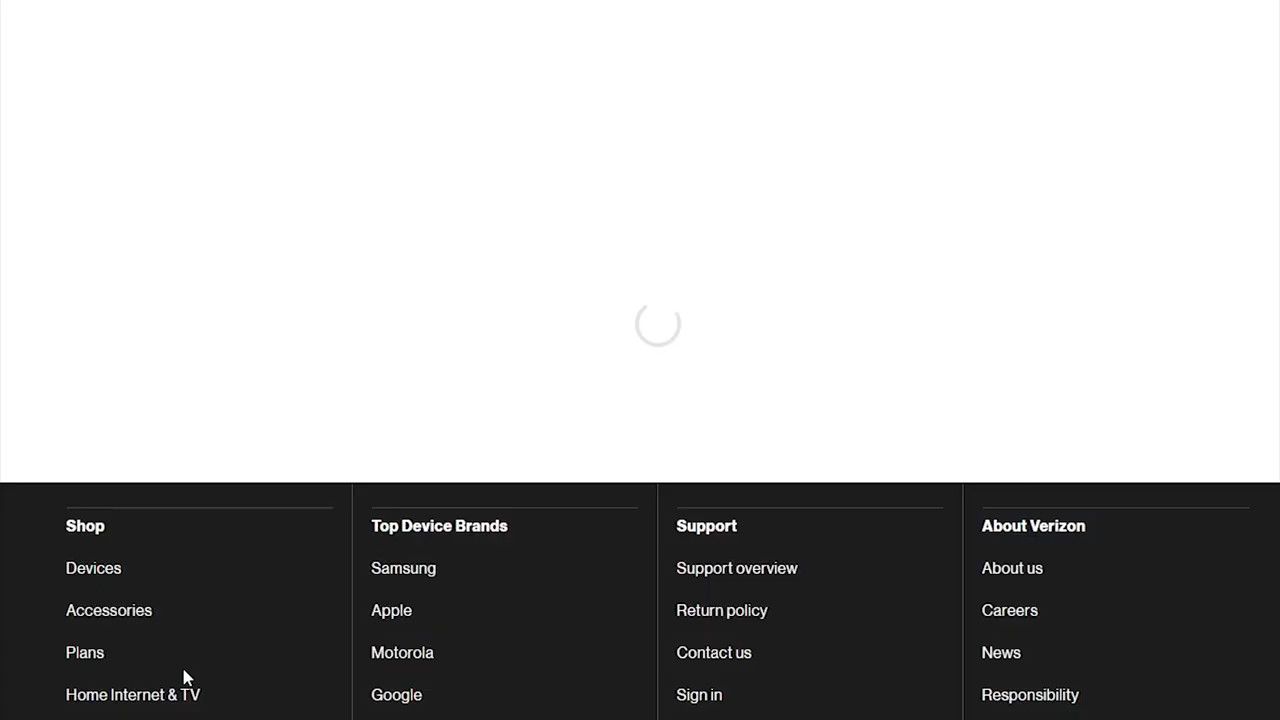 Shop
Devices
Accessories
Plans
Home Internet & TV
Top Device Brands
Samsung
Apple
Motorola
Google
Support
Support overview
Return policy
Contact us
Sign in
About Verizon
About us
Careers
News
Responsibility